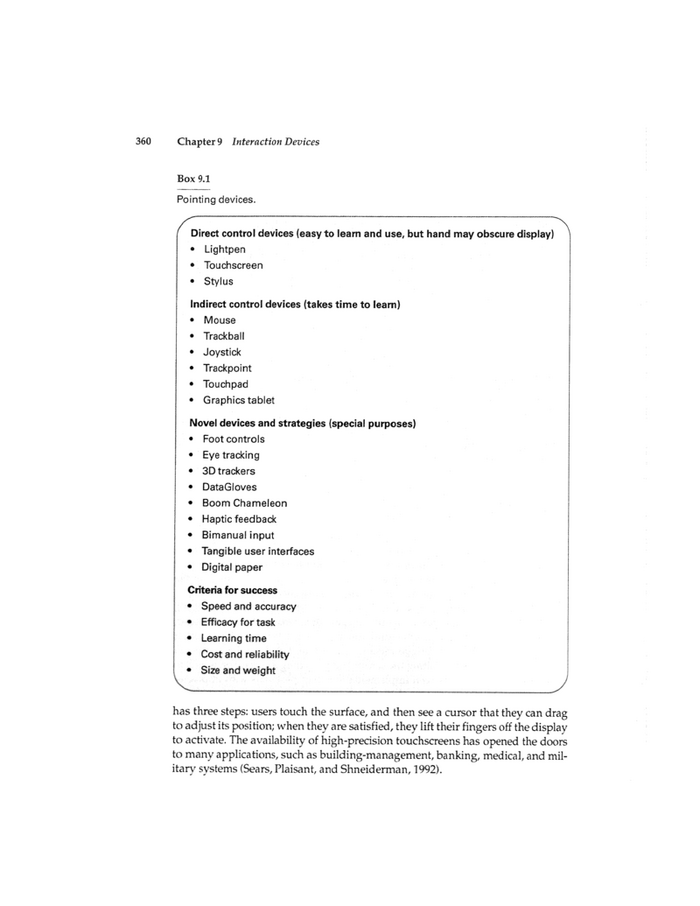 360 Chapter 9 Interaction Devices
Box 9.1
Pointing devices.
Direct control devices (easy to learn and use, but hand may obscure display)
• Lightpen
• Touchscreen
• Stylus
Indirect control devices (takes time to learn)
• Mouse
• Trackball
• Joystick
• Trackpoint
• Touchpad
• Graphics tablet
Novel devices and strategies (special purposes)
• Foot controls
• Eye tracking
• 3D trackers
• DataGloves
• Boom Chameleon
• Haptic feedback
• Bimanual input
• Tangible user interfaces
• Digital paper
Criteria for success
• Speed and accuracy
• Efficacy for task
• Learning time
• Cost and reliability
• Size and weight
has three steps: users touch the surface, and then see a cursor that they can drag
to adjust its position; when they are satisfied, they lift their fingers off the display
to activate. The availability of high-precision touchscreens has opened the doors
to many applications, such as building-management, banking, medical, and mil-
itary systems (Sears, Plaisant, and Shneiderman, 1992).